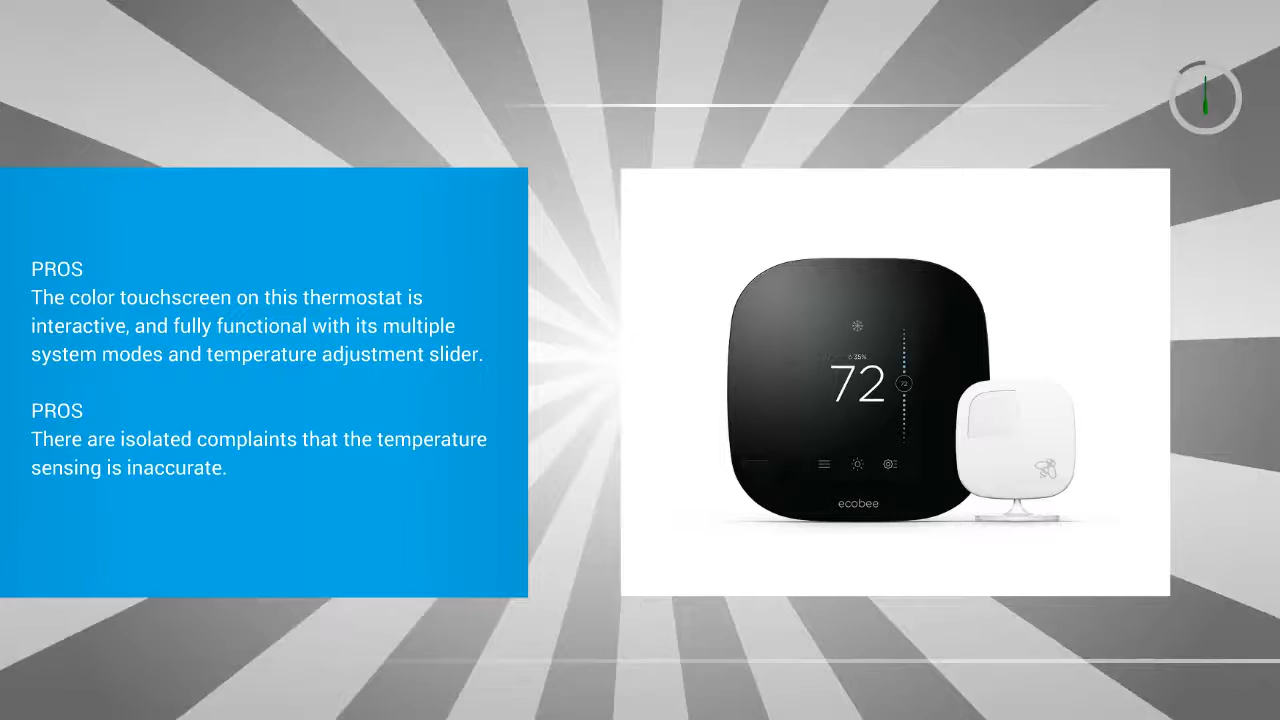 PROS
The color touchscreen on this thermostat is
interactive, and fully functional with its multiple
system modes and temperature adjustment slider.
PROS
There are isolated complaints that the temperature
sensing is inaccurate.
35%
72
72
ecobee